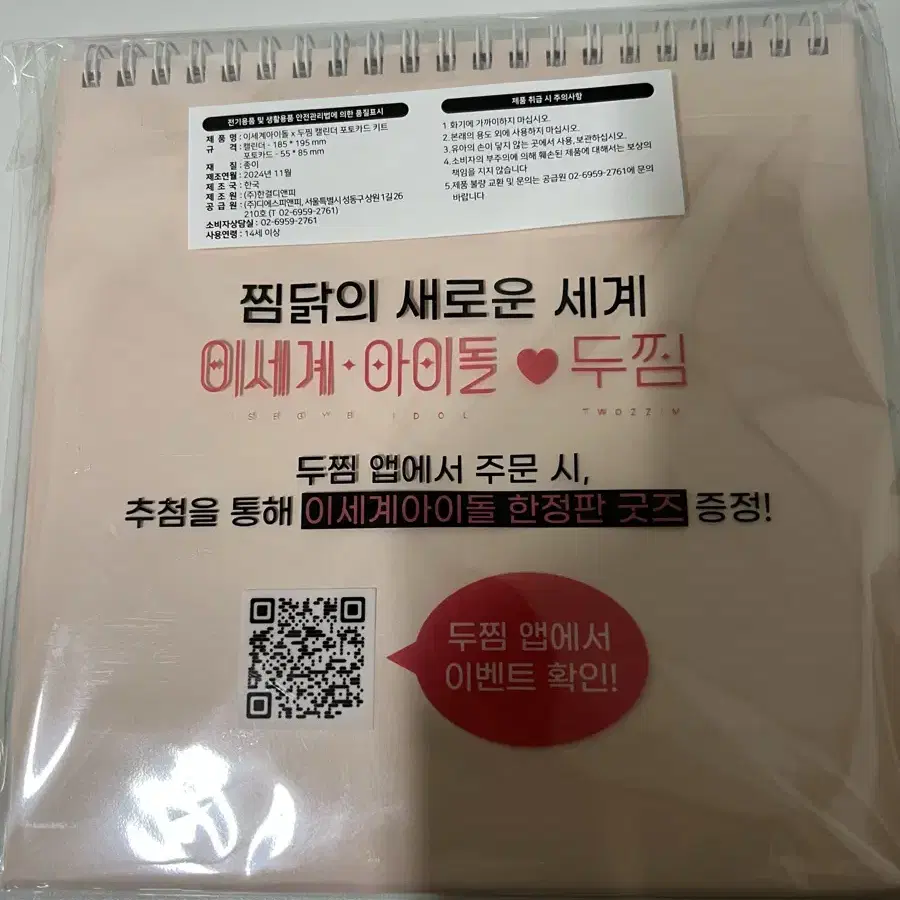 전기용품 및 생활용품 안전관리법에 의한 품질표시
제 품 명 : 이세계아이돌 x 두찜 캘린더 포토카드 키트
규 격 : 캘린더 - 185 * 195 mm
포토카드 - 55 * 85 mm
재 질 : 종이
제조연월 : 2024년 11월
제 조 국 : 한국
제 조 원 : (주)한결디앤피
공 급 원 : (주)디에스피앤피, 서울특별시 성동구 상원1길26
210호 (T 02-6959-2761)
소비자상담실 : 02-6959-2761
사용연령 : 14세 이상
제품 취급 시 주의사항
1 화기에 가까이하지 마십시오.
2.본래의 용도 외에 사용하지 마십시오.
3.유아의 손이 닿지 않는 곳에서 사용,보관하십시오.
4.소비자의 부주의에 의해 훼손된 제품에 대해서는 보상의
책임을 지지 않습니다
5.제품 불량 교환 및 문의는 공급원 02-6959-2761에 문의
바랍니다
찜닭의 새로운 세계
이세계·아이돌 ♥ 두찜
ISEGYE IDOL TWOZZIM
두찜 앱에서 주문 시,
추첨을 통해 이세계아이돌 한정판 굿즈 증정!
두찜 앱에서
이벤트 확인!